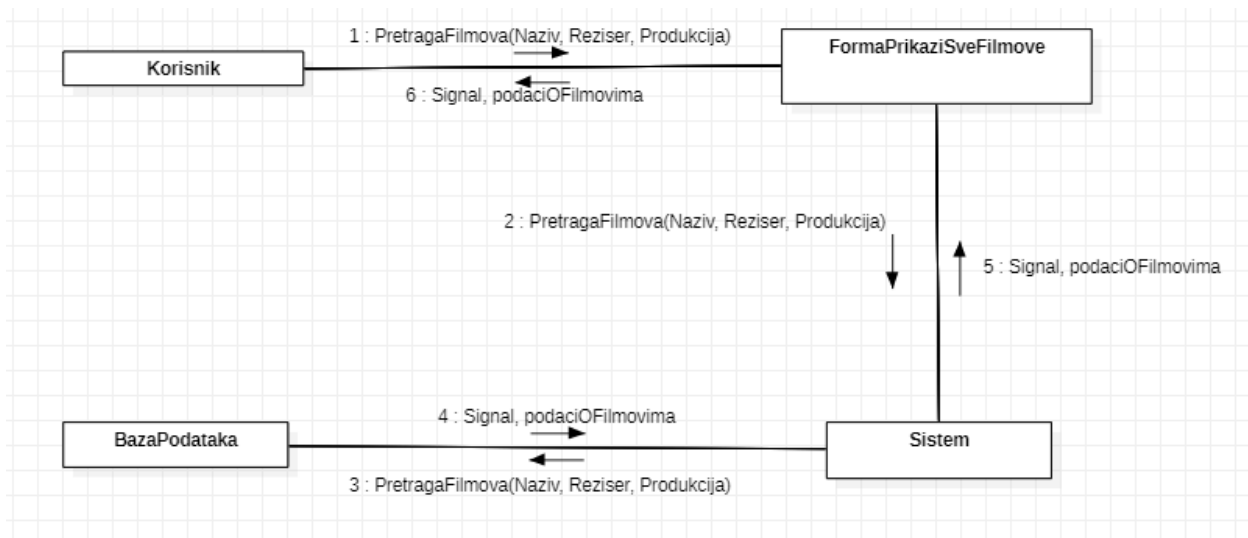 1 : PretragaFilmova(Naziv, Reziser, Produkcija)
FormaPrikaziSveFilmove
Korisnik
6 : Signal, podaciOFilmovima
2 : PretragaFilmova(Naziv, Reziser, Produkcija)
5 : Signal, podaciOFilmovima
4 : Signal, podaciOFilmovima
BazaPodataka
Sistem
3 : PretragaFilmova(Naziv, Reziser, Produkcija)